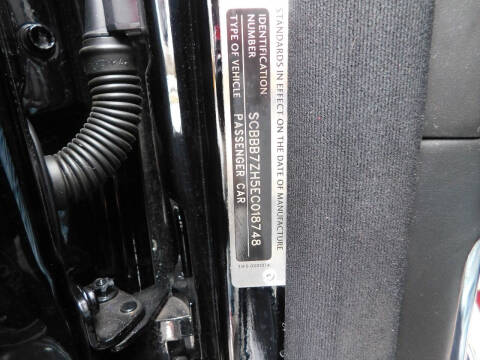 STANDARDS IN EFFECT ON THE DATE OF MANUFACTURE
IDENTIFICATION
NUMBER SCBBB7ZH5EC018748
TYPE OF VEHICLE PASSENGER CAR